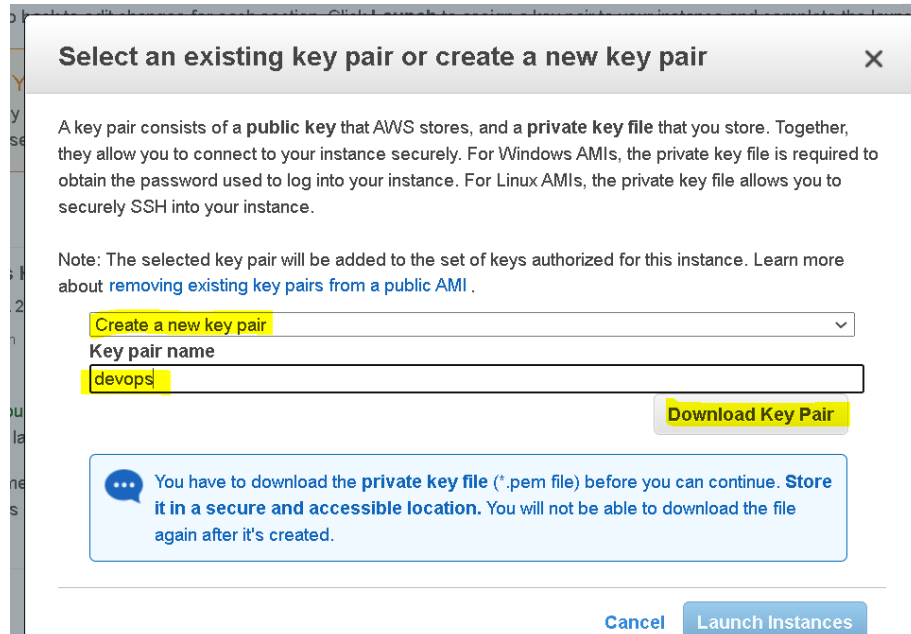 Select an existing key pair or create a new key pair
A key pair consists of a public key that AWS stores, and a private key file that you store. Together,
they allow you to connect to your instance securely. For Windows AMIs, the private key file is required to
obtain the password used to log into your instance. For Linux AMIs, the private key file allows you to
securely SSH into your instance.
Note: The selected key pair will be added to the set of keys authorized for this instance. Learn more
about removing existing key pairs from a public AMI .
Create a new key pair
Key pair name
devops
Download Key Pair
You have to download the private key file (*.pem file) before you can continue. Store
it in a secure and accessible location. You will not be able to download the file
again after it's created.
Cancel
Launch Instances